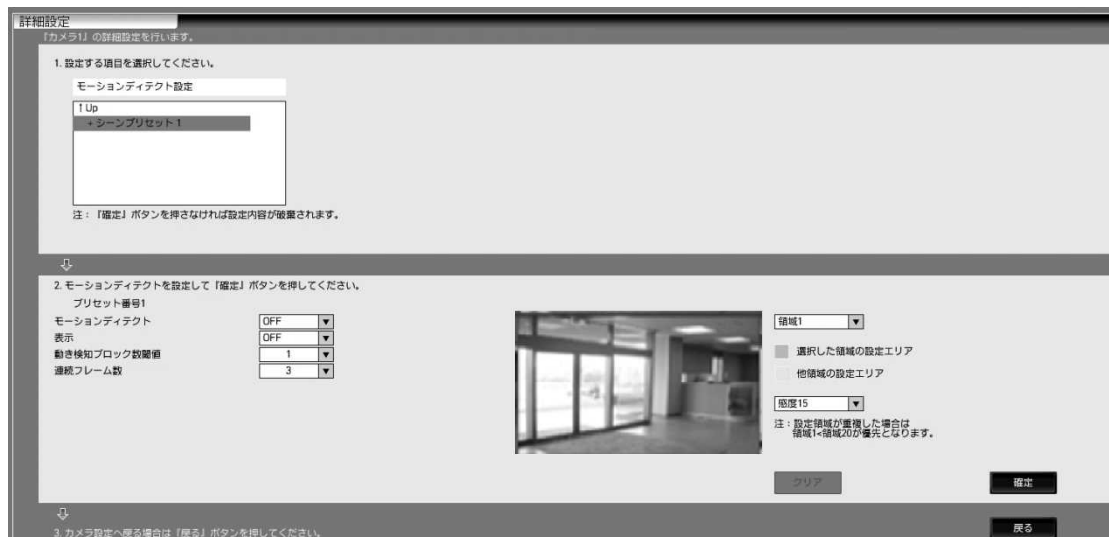 詳細設定
『カメラ1』の詳細設定を行います。
1. 設定する項目を選択してください。
モーションディテクト設定
↑Up
+シーンプリセット1
注：『確定』ボタンを押さなければ設定内容が破棄されます。
2. モーションディテクトを設定して『確定』ボタンを押してください。
プリセット番号1
モーションディテクト OFF
表示 OFF
動き検知ブロック数閾値 1
連続フレーム数 3
領域1
選択した領域の設定エリア
他領域の設定エリア
感度15
注：設定領域が重複した場合は
領域1<領域20が優先となります。
クリア
確定
3. カメラ設定へ戻る場合は『戻る』ボタンを押してください。
戻る